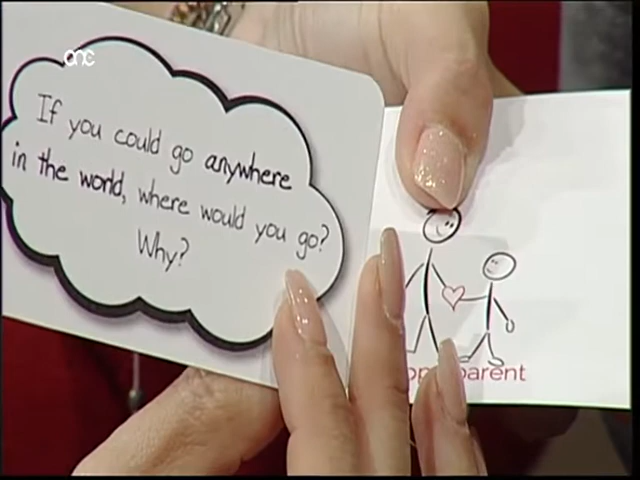 one
If you could go anywhere
in the world, where would you go?
Why?
parent